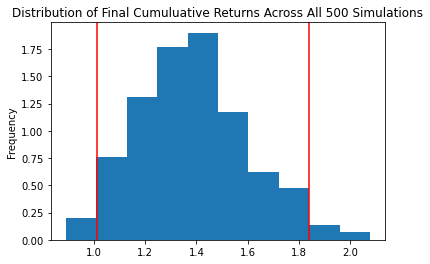 Distribution of Final Cumuluative Returns Across All 500 Simulations
Frequency
1.75
1.50
1.25
1.00
0.75
0.50
0.25
0.00
1.0 1.2 1.4 1.6 1.8 2.0